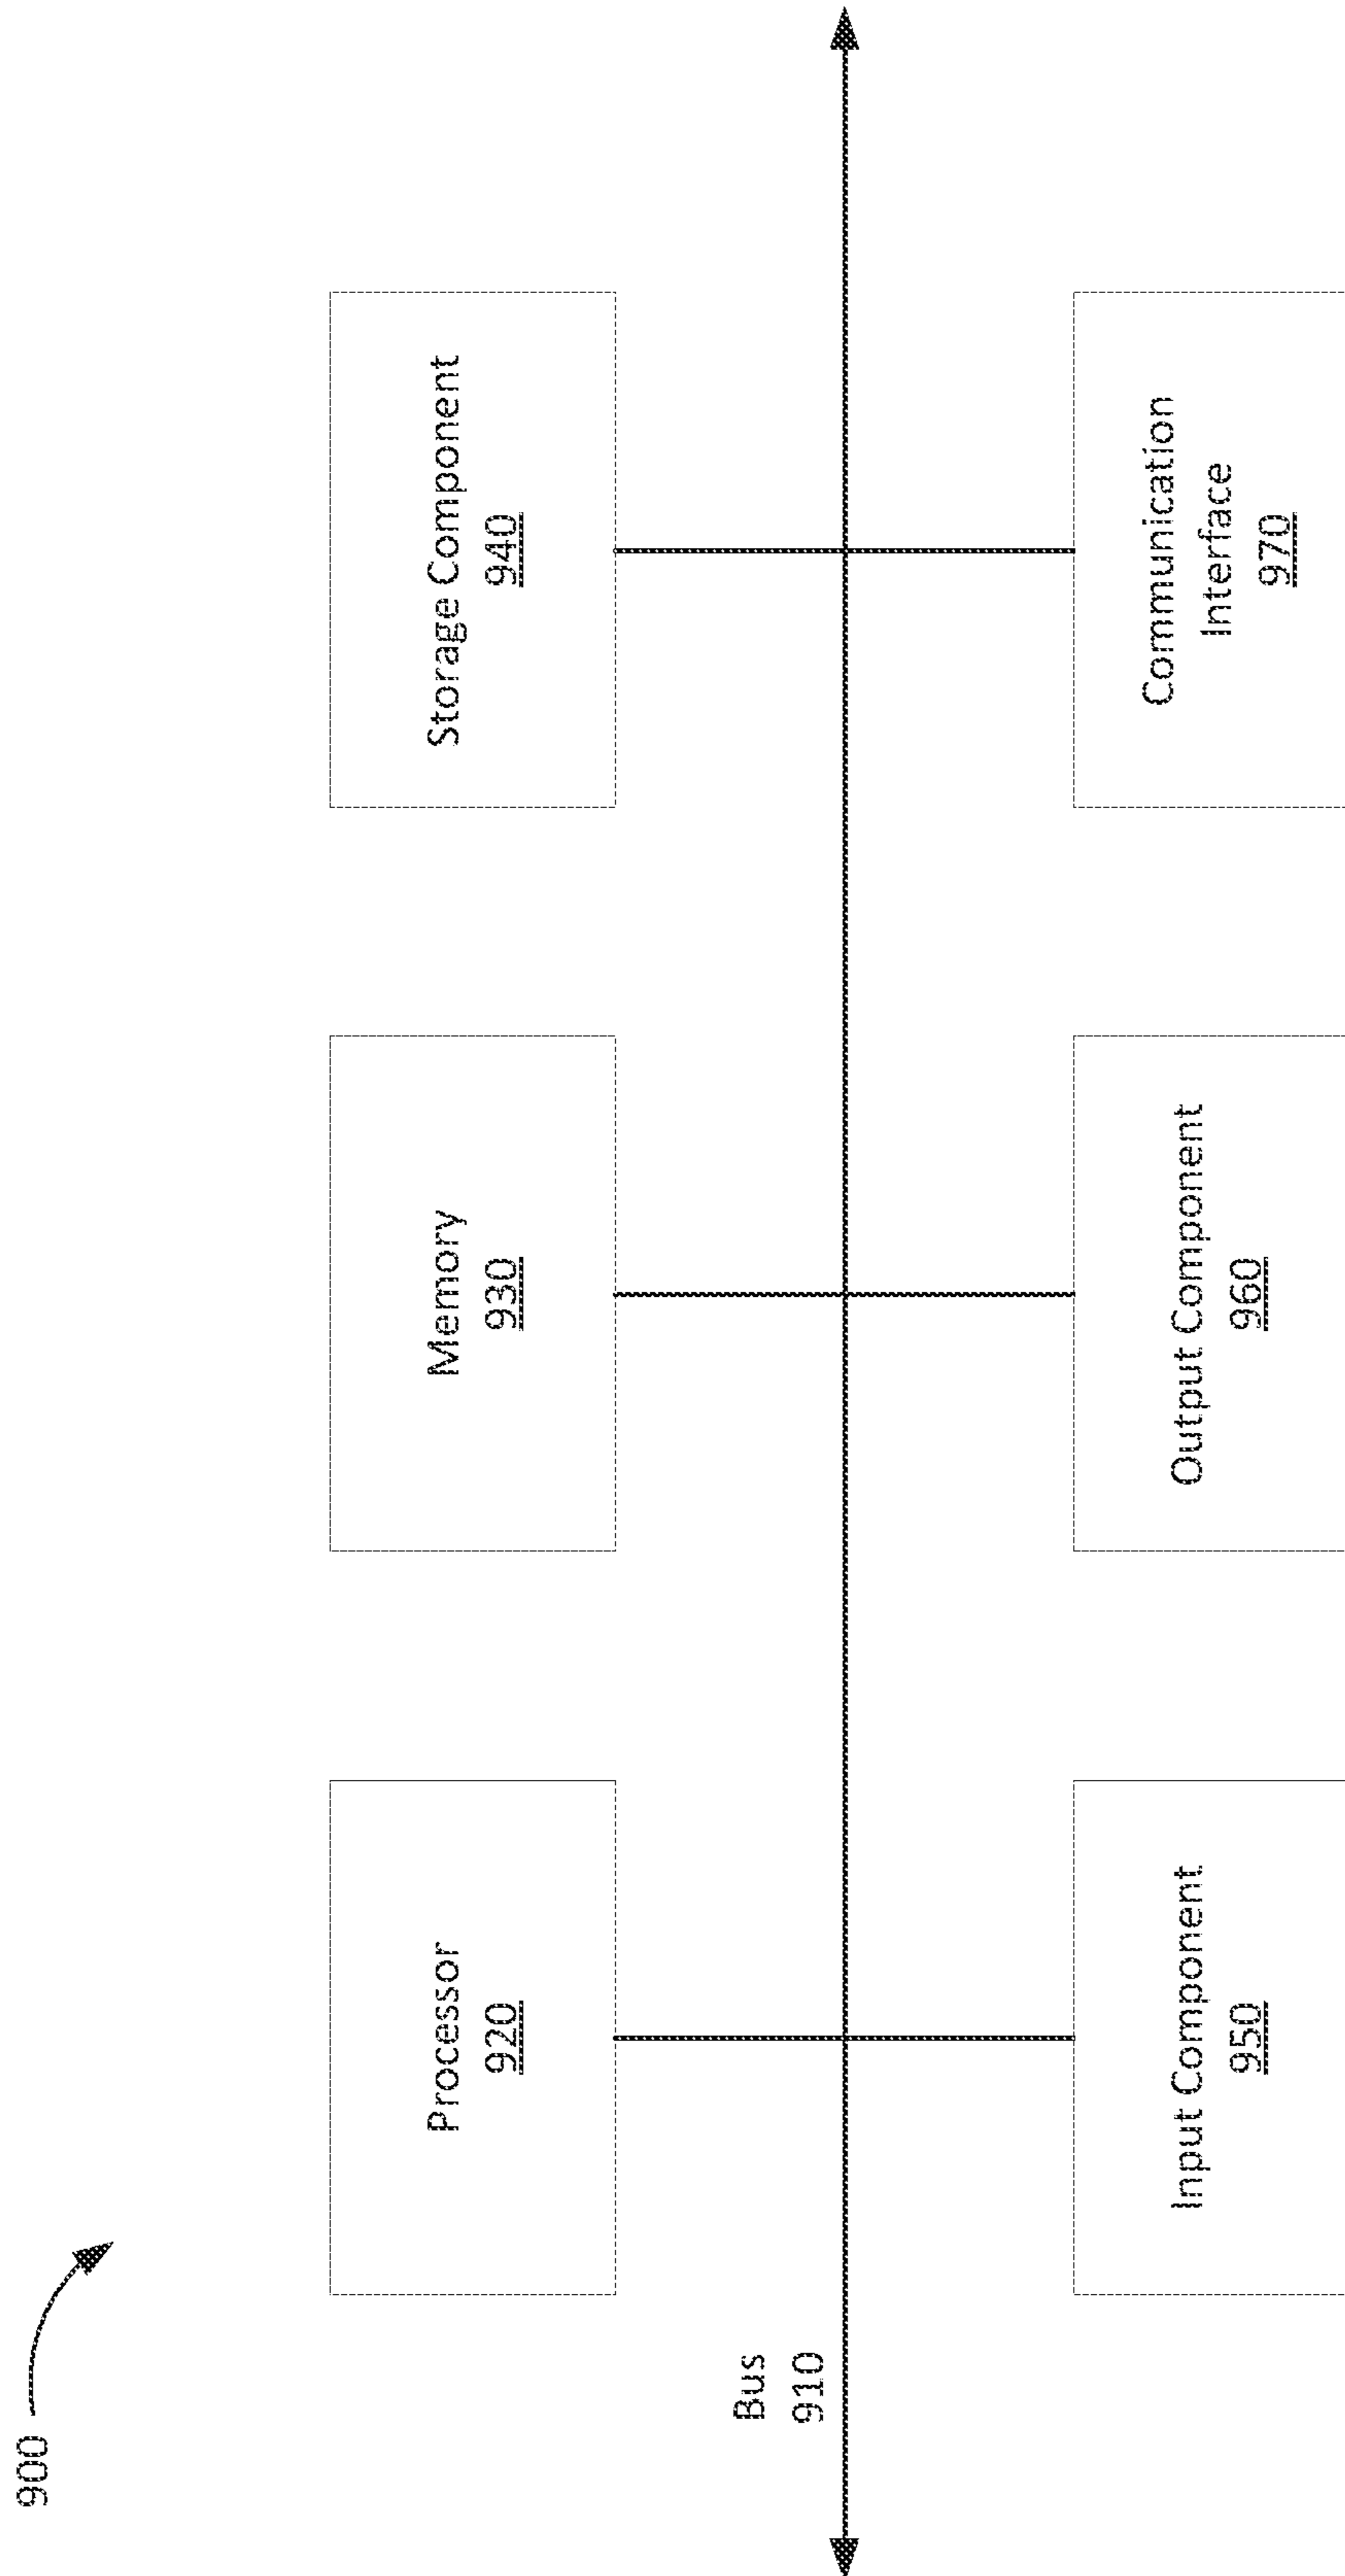 900
Processor
920
Memory
930
Storage Component
940
Bus
910
Input Component
950
Output Component
960
Communication
Interface
970